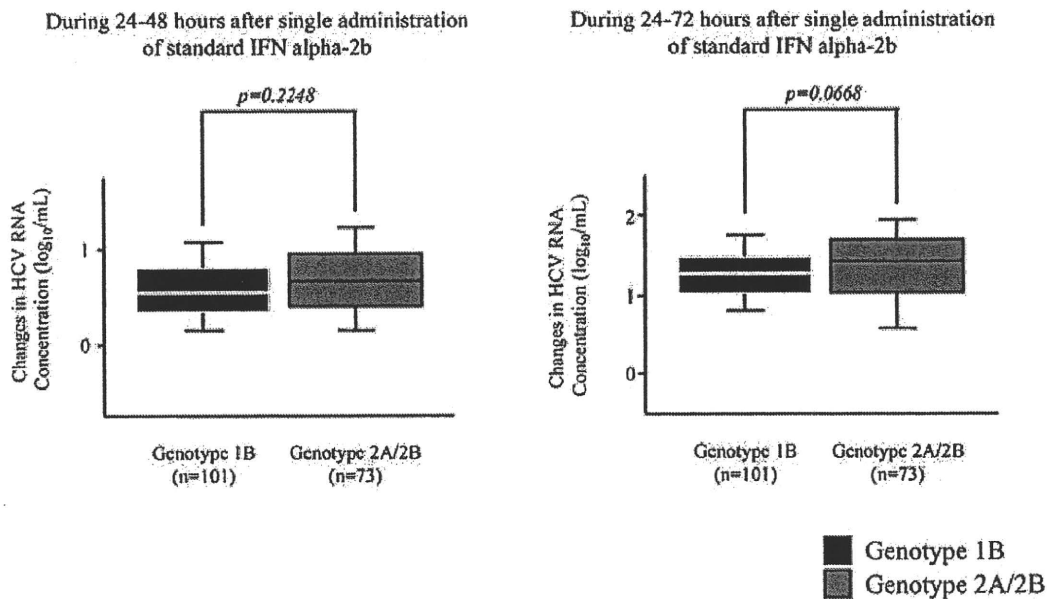 During 24-48 hours after single administration
of standard IFN alpha-2b
p=0.2248
Changes in HCV RNA
Concentration (log₁₀/mL)
1
0
Genotype 1B
(n=101)
Genotype 2A/2B
(n=73)
During 24-72 hours after single administration
of standard IFN alpha-2b
p=0.0668
Changes in HCV RNA
Concentration (log₁₀/mL)
2
1
0
Genotype 1B
(n=101)
Genotype 2A/2B
(n=73)
Genotype 1B
Genotype 2A/2B